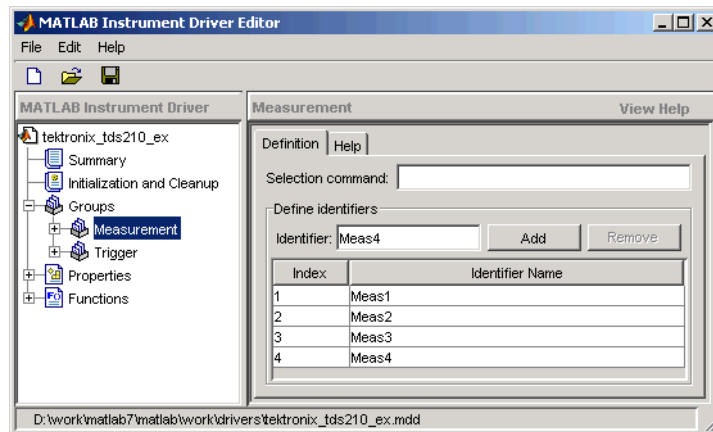 MATLAB Instrument Driver Editor
File Edit Help
MATLAB Instrument Driver
Measurement
View Help
tektronix_tds210_ex
Summary
Initialization and Cleanup
Groups
Measurement
Trigger
Properties
Functions
Definition Help
Selection command:
Define identifiers
Identifier: Meas4 Add Remove
Index Identifier Name
1 Meas1
2 Meas2
3 Meas3
4 Meas4
D:\work\matlab7\matlab\work\drivers\tektronix_tds210_ex.mdd